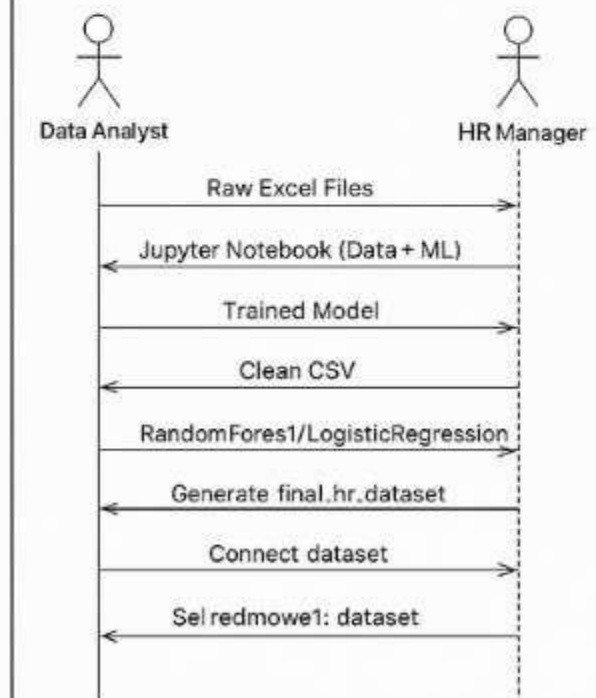 Data Analyst
HR Manager
Raw Excel Files
Jupyter Notebook (Data + ML)
Trained Model
Clean CSV
RandomFores1/LogisticRegression
Generate final.hr.dataset
Connect dataset
Sel redmowe1: dataset